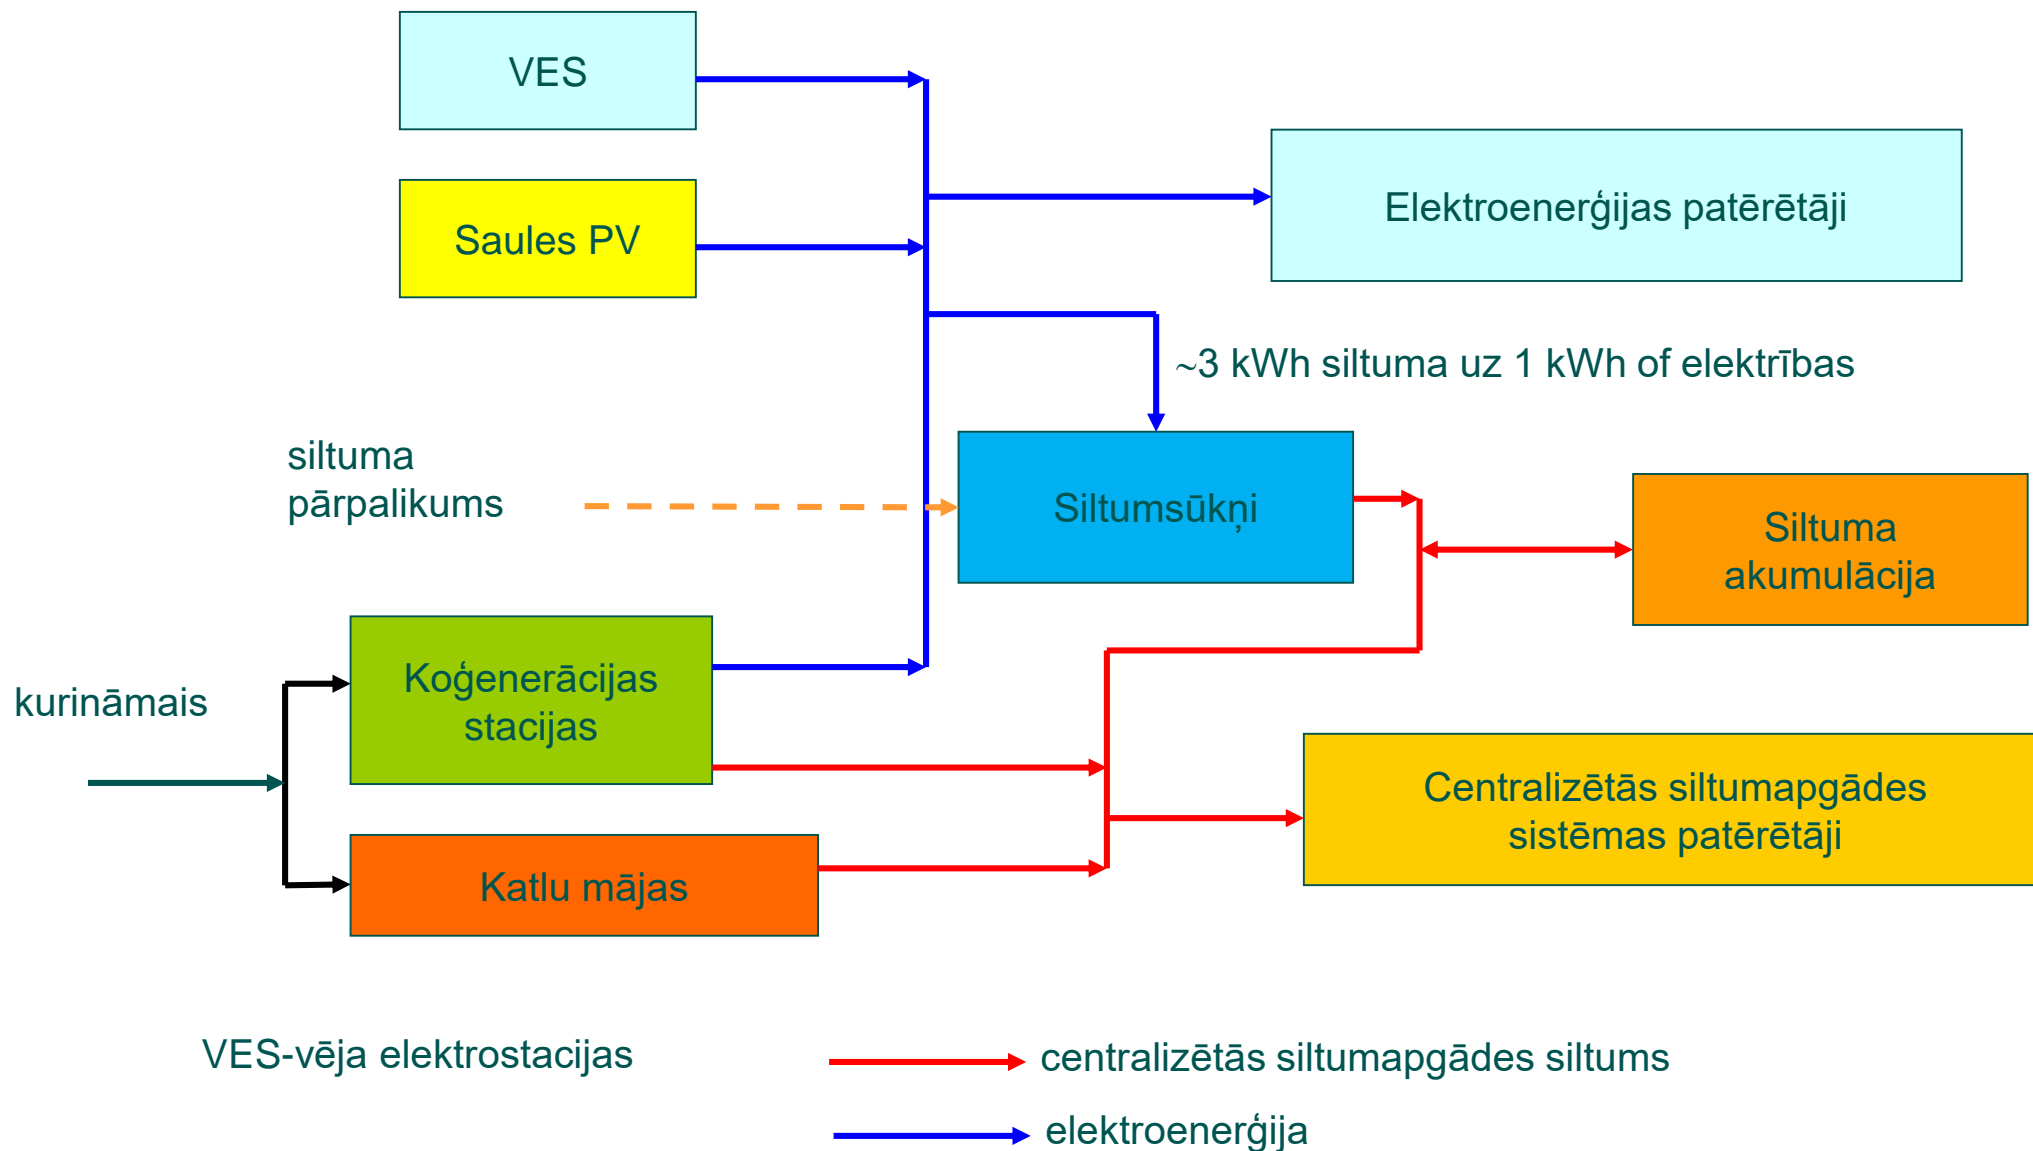 VES
Saules PV
Elektroenerģijas patērētāji
~3 kWh siltuma uz 1 kWh of elektrības
siltuma
pārpalikums
Siltumsūkņi
Siltuma
akumulācija
kurināmais
Koģenerācijas
stacijas
Centralizētās siltumapgādes
sistēmas patērētāji
Katlu mājas
VES-vēja elektrostacijas
centralizētās siltumapgādes siltums
elektroenerģija